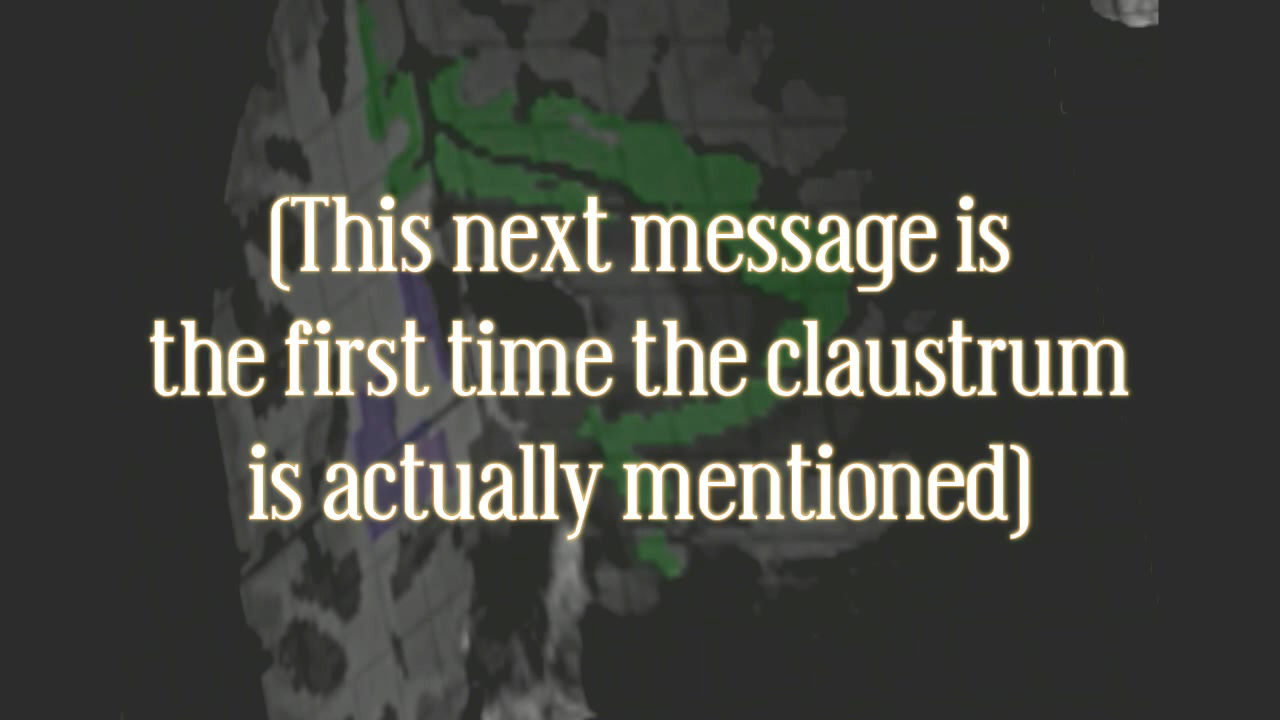 (This next message is
the first time the claustrum
is actually mentioned)